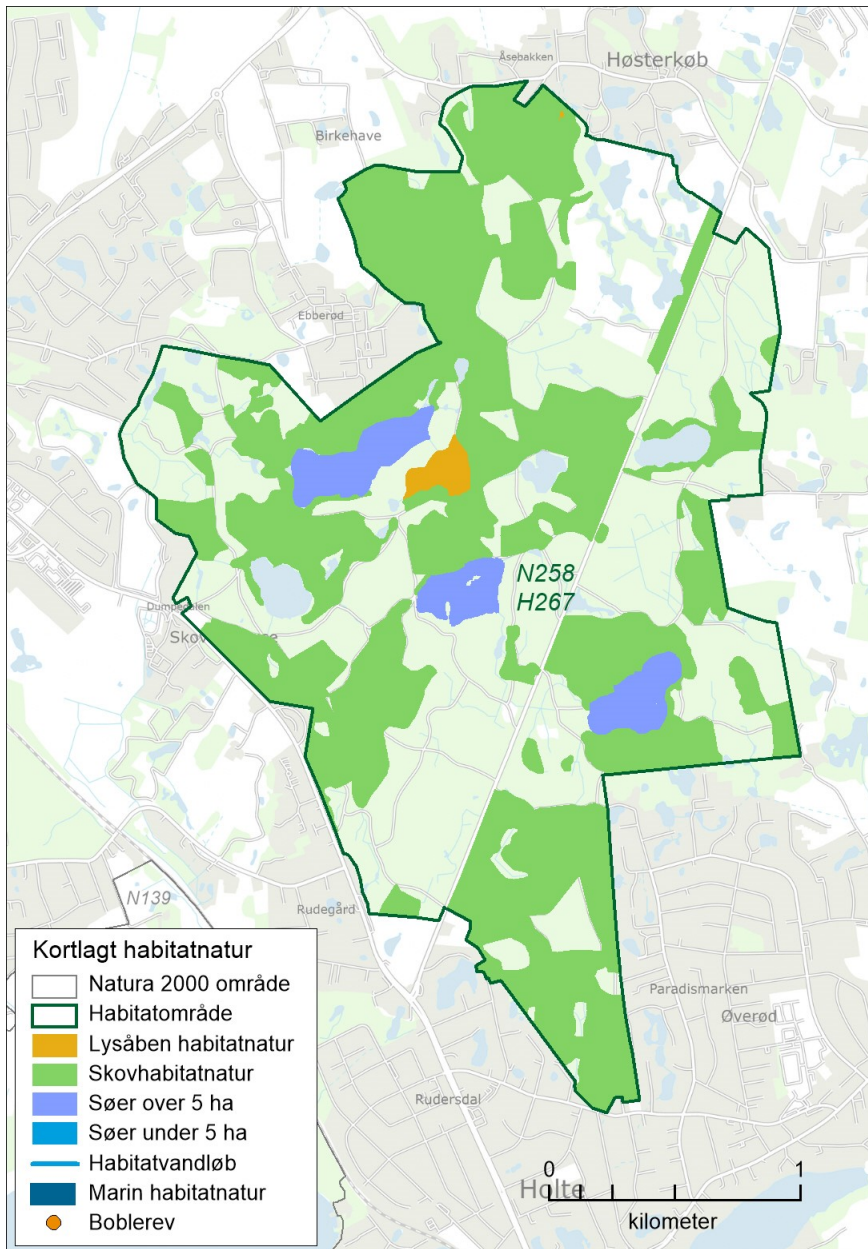 Åsebakken
Høsterkøb
Birkehave
Ebberød
N258
H267
Dumpedalen
N139
Rudegård
Kortlagt habitatnatur
Natura 2000 område
Habitatområde
Lysåben habitatnatur
Skovhabitatnatur
Søer over 5 ha
Søer under 5 ha
Habitatvandløb
Marin habitatnatur
Boblerev
Paradismarken
Øverød
Rudersdal
Holte
0
1
kilometer